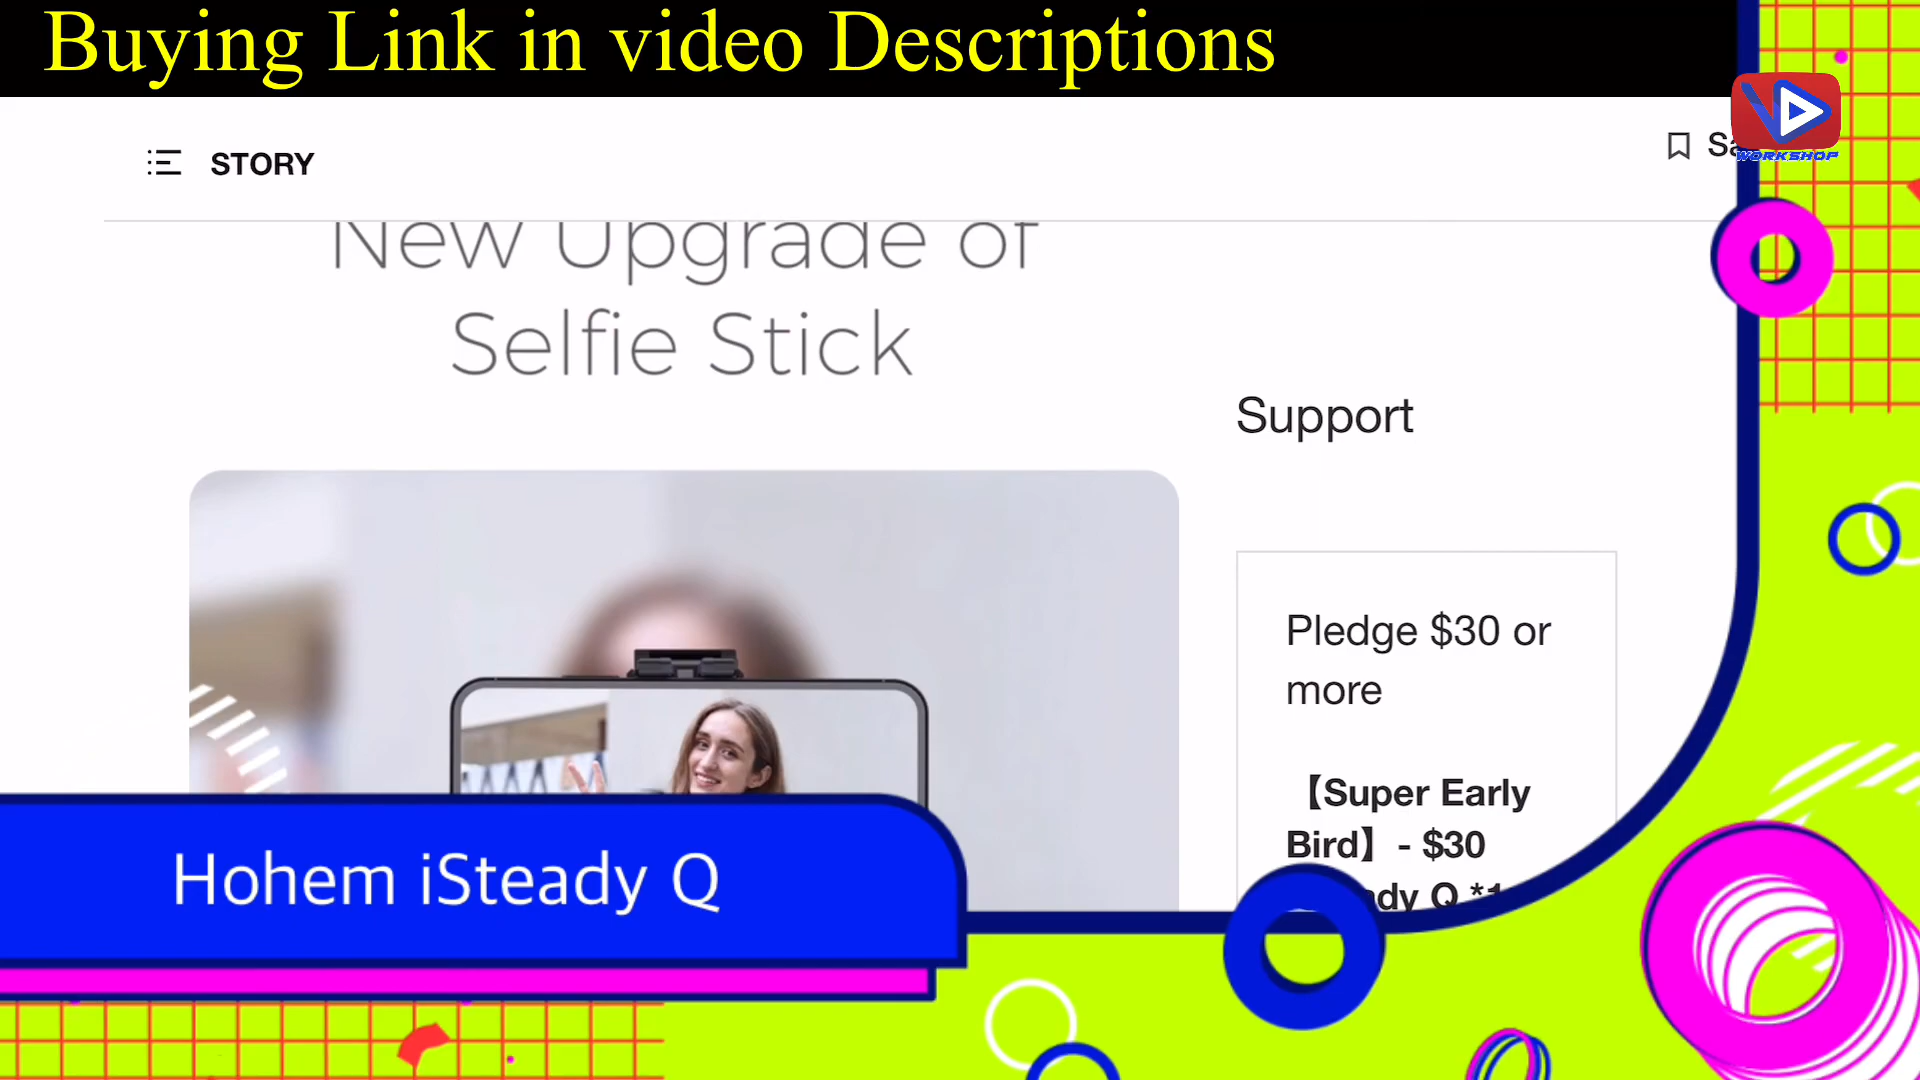 Buying Link in video Descriptions
STORY
WORKSHOP
New Upgrade of
Selfie Stick
Support
Pledge $30 or
more
【Super Early
Bird】- $30
Q
Hohem iSteady Q